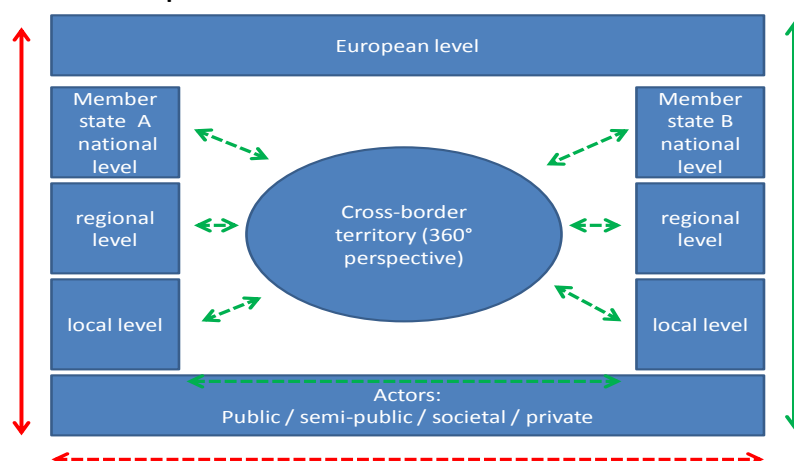 European level
Member
state A
national
level
Member
state B
national
level
Cross-border
territory (360°
perspective)
regional
level
regional
level
local level
local level
Actors:
Public / semi-public / societal / private